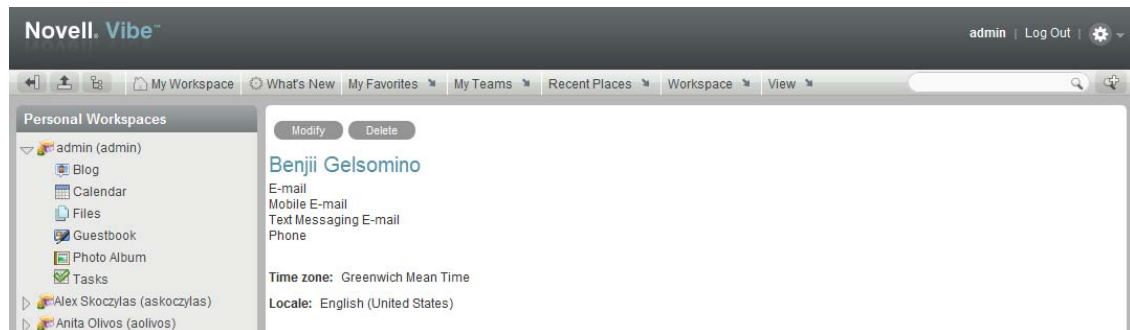 Novell. Vibe™
admin | Log Out |
My Workspace What's New My Favorites My Teams Recent Places Workspace View
Personal Workspaces
admin (admin)
Blog
Calendar
Files
Guestbook
Photo Album
Tasks
Alex Skoczylas (askoczylas)
Anita Olivos (aolivos)
Modify Delete
Benjii Gelsomino
E-mail
Mobile E-mail
Text Messaging E-mail
Phone
Time zone: Greenwich Mean Time
Locale: English (United States)